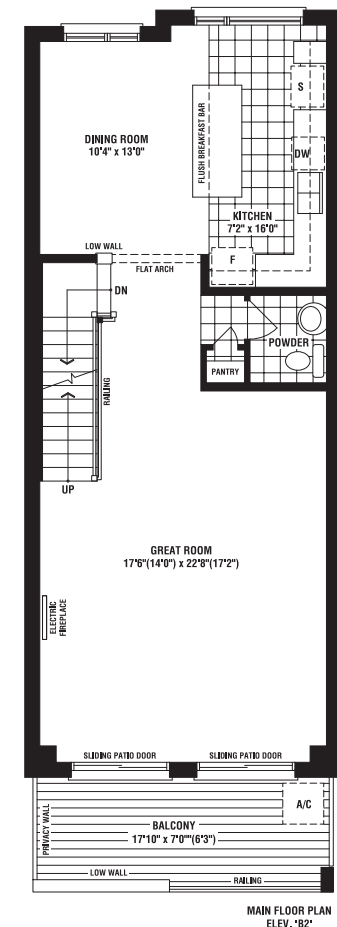 S
DINING ROOM
10'4" x 13'0"
FLUSH BREAKFAST BAR
DW
KITCHEN
7'2" x 16'0"
LOW WALL
FLAT ARCH
F
DN
POWDER
RAILING
PANTRY
UP
GREAT ROOM
17'6"(14'0") x 22'8"(17'2")
ELECTRIC
FIREPLACE
SLIDING PATIO DOOR
SLIDING PATIO DOOR
A/C
PRIVACY WALL
BALCONY
17'10" x 7'0""(6'3")
LOW WALL
RAILING
MAIN FLOOR PLAN
ELEV. 'B2'